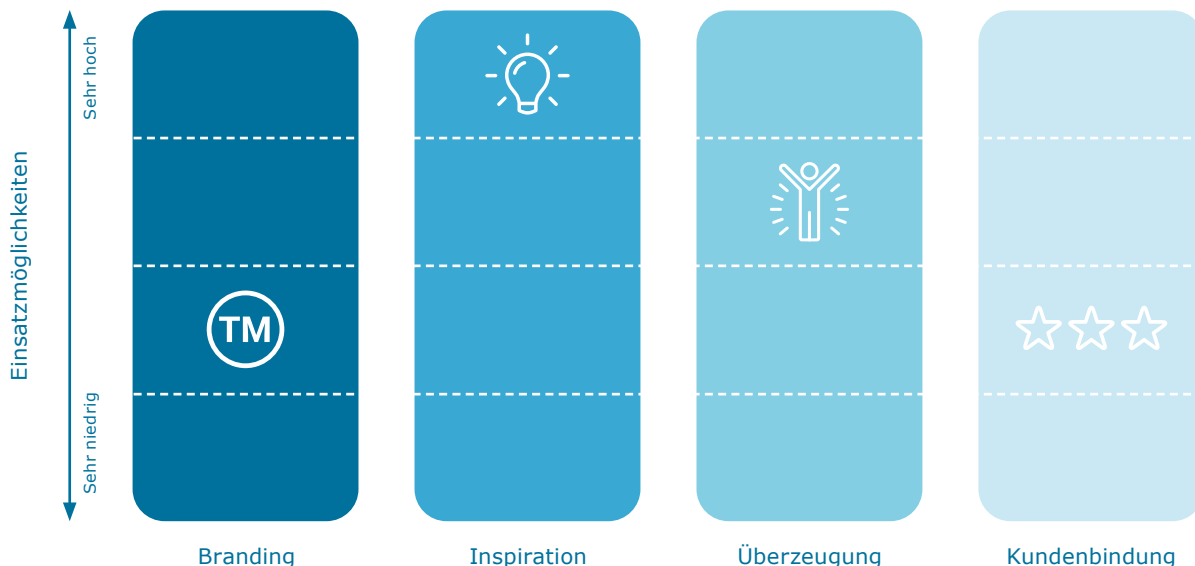 Einsatzmöglichkeiten
Sehr hoch
Sehr niedrig
TM
Branding
Inspiration
Überzeugung
Kundenbindung